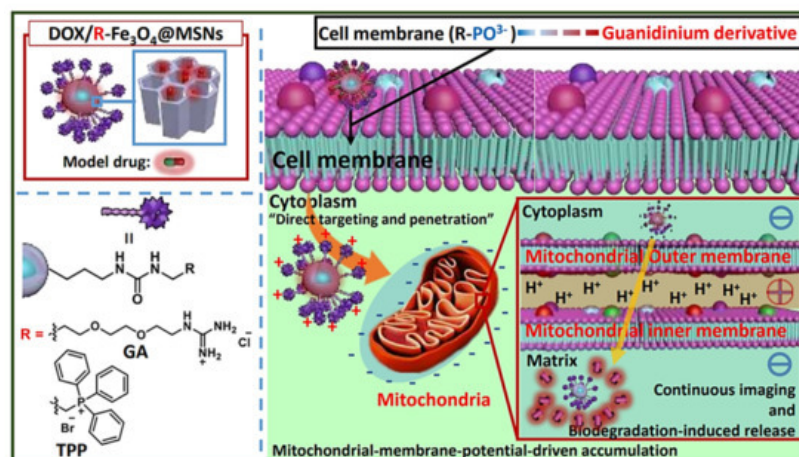 DOX/R-Fe3O4@MSNs
Model drug:
Cell membrane (R-PO³⁻)
Guanidinium derivative
Cell membrane
Cytoplasm
“Direct targeting and penetration”
+ + + + + + + + +
Mitochondria
Mitochondrial-membrane-potential-driven accumulation
Cytoplasm
Mitochondrial Outer membrane
H⁺ H⁺ H⁺ H⁺ H⁺ H⁺ H⁺ H⁺
Mitochondrial inner membrane
Matrix
Continuous imaging
and
Biodegradation-induced release
=
H H
N N R
O
R =
O O H N NH2
NH2 Cl⁻
+
GA
P+
Br⁻
TPP